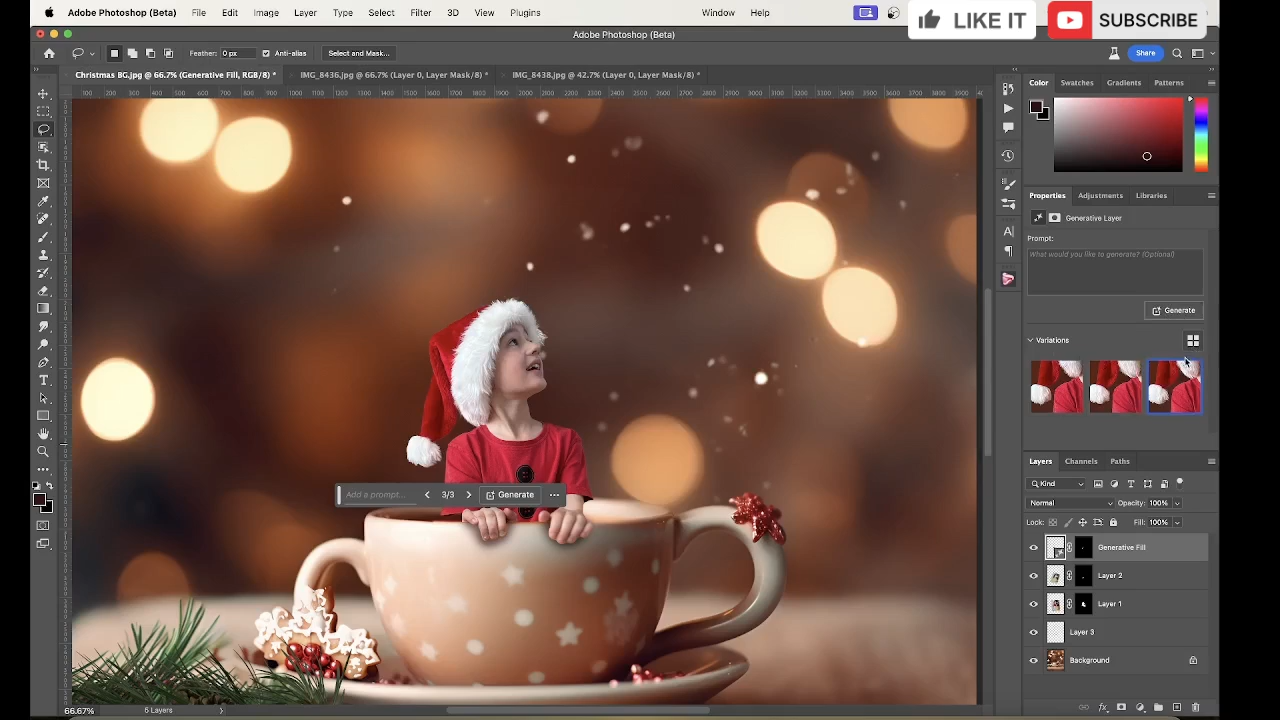 Adobe Photoshop (Beta) File Edit Image Layer Type Select Filter 3D View Plugins Window Help
LIKE IT
SUBSCRIBE
Adobe Photoshop (Beta)
Feather: 0 px Anti-alias Select and Mask... Share
Christmas BG.jpg @ 66.7% (Generative Fill, RGB/8) * IMG_8436.jpg @ 66.7% (Layer 0, Layer Mask/8) * IMG_8438.jpg @ 42.7% (Layer 0, Layer Mask/8) *
Color Swatches Gradients Patterns
Properties Adjustments Libraries
Generative Layer
Prompt:
What would you like to generate? (Optional)
Generate
Variations
Add a prompt... 3/3 Generate
Layers Channels Paths
Kind
Normal Opacity: 100%
Lock: Fill: 100%
Generative Fill
Layer 2
Layer 1
Layer 3
Background
66.67% 5 Layers